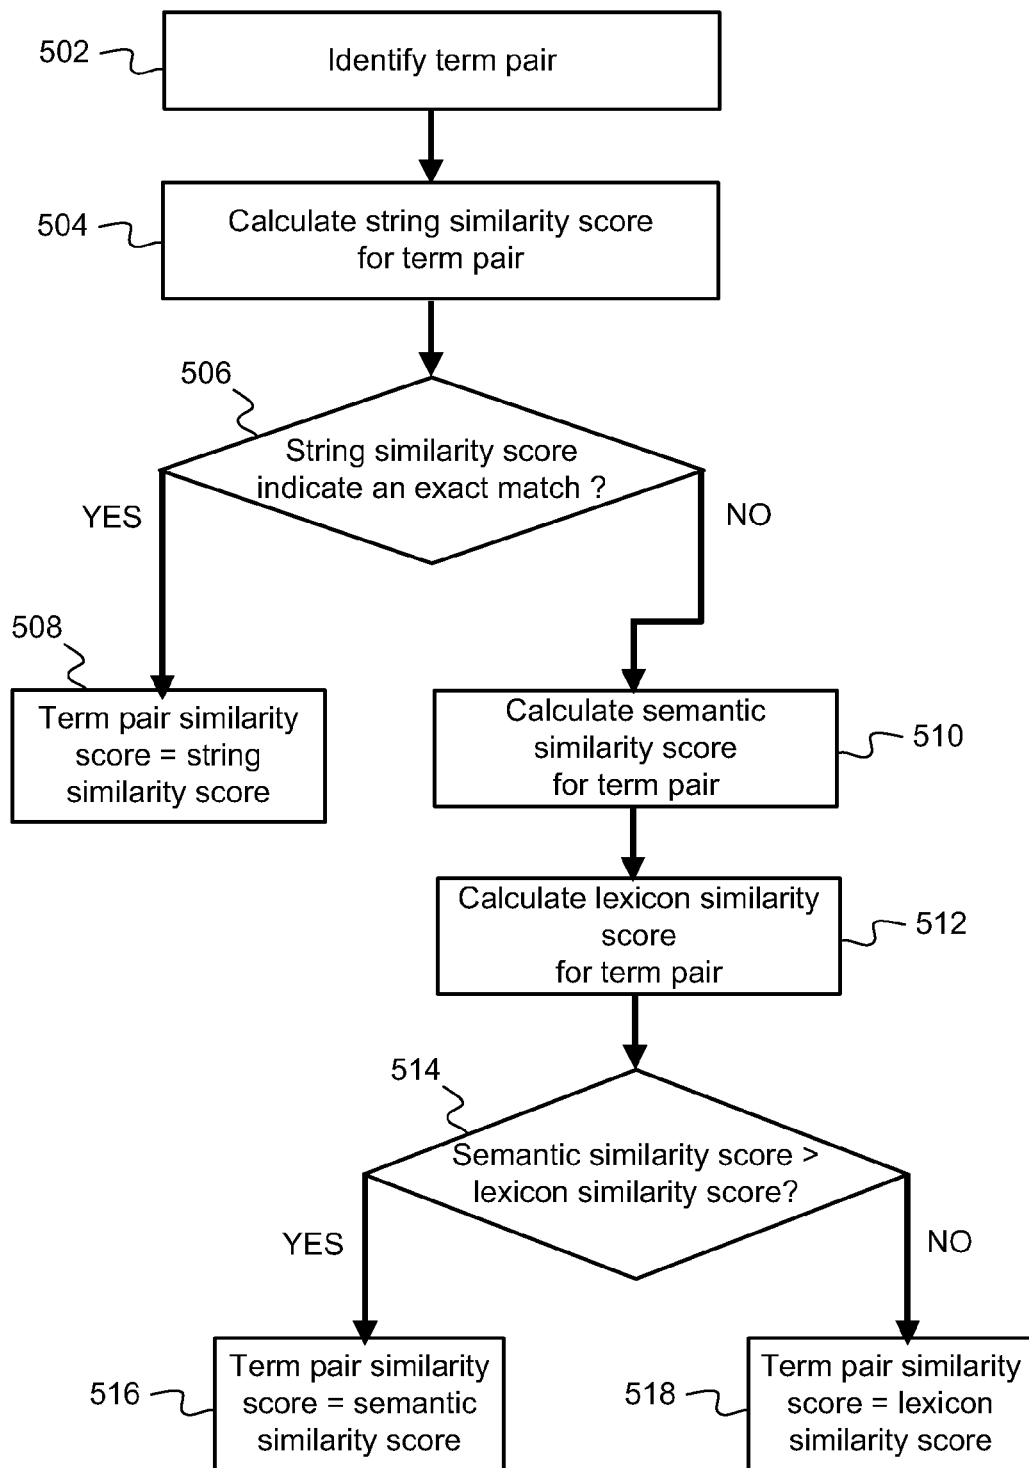 502
Identify term pair
504
Calculate string similarity score
for term pair
506
String similarity score
indicate an exact match ?
YES
NO
508
Term pair similarity
score = string
similarity score
Calculate semantic
similarity score
for term pair
510
Calculate lexicon similarity
score
for term pair
512
514
Semantic similarity score >
lexicon similarity score?
YES
NO
516
Term pair similarity
score = semantic
similarity score
518
Term pair similarity
score = lexicon
similarity score